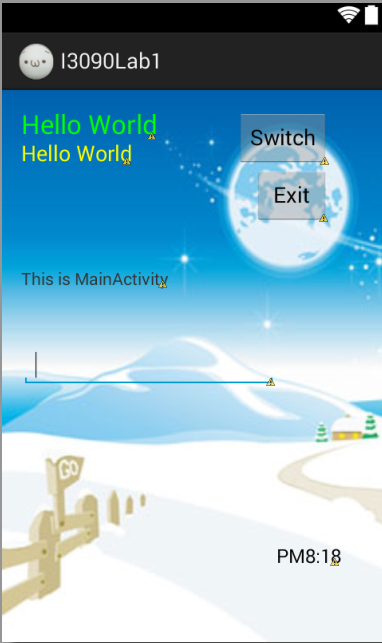 I3090Lab1
Hello World
Hello World
Switch
Exit
This is MainActivity
GO
PM8:18